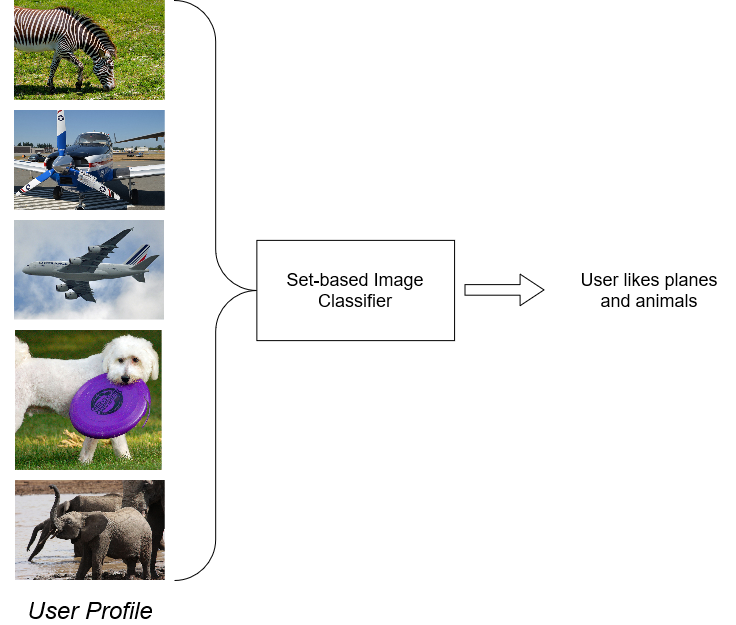 Set-based Image
Classifier
User likes planes
and animals
User Profile